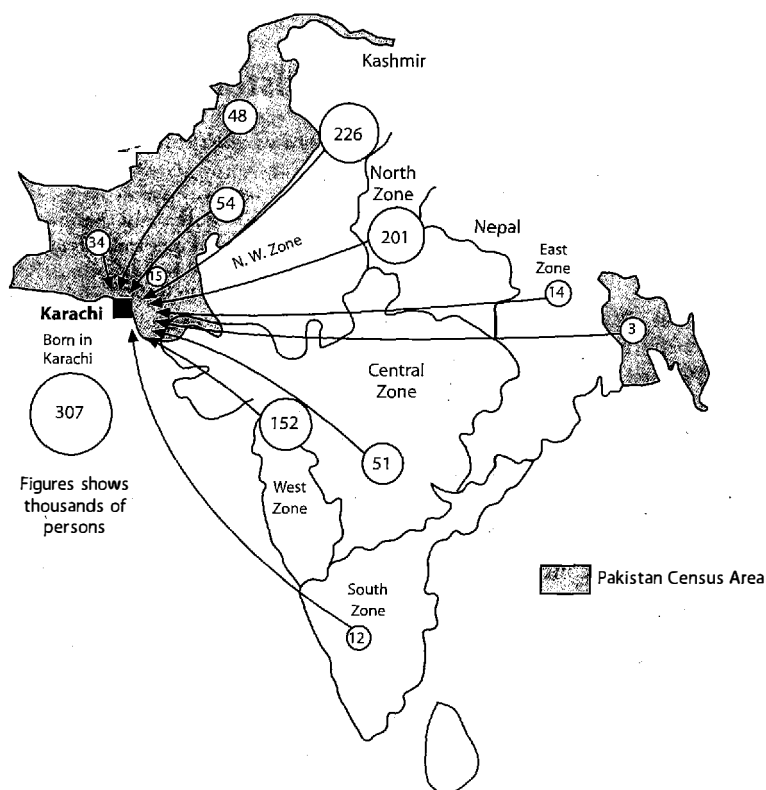 Kashmir
48
226
North
Zone
54
Nepal
201
34
N. W. Zone
East
Zone
15
14
Karachi
3
Born in
Karachi
Central
Zone
307
152
51
Figures shows
thousands of
persons
West
Zone
Pakistan Census Area
South
Zone
12